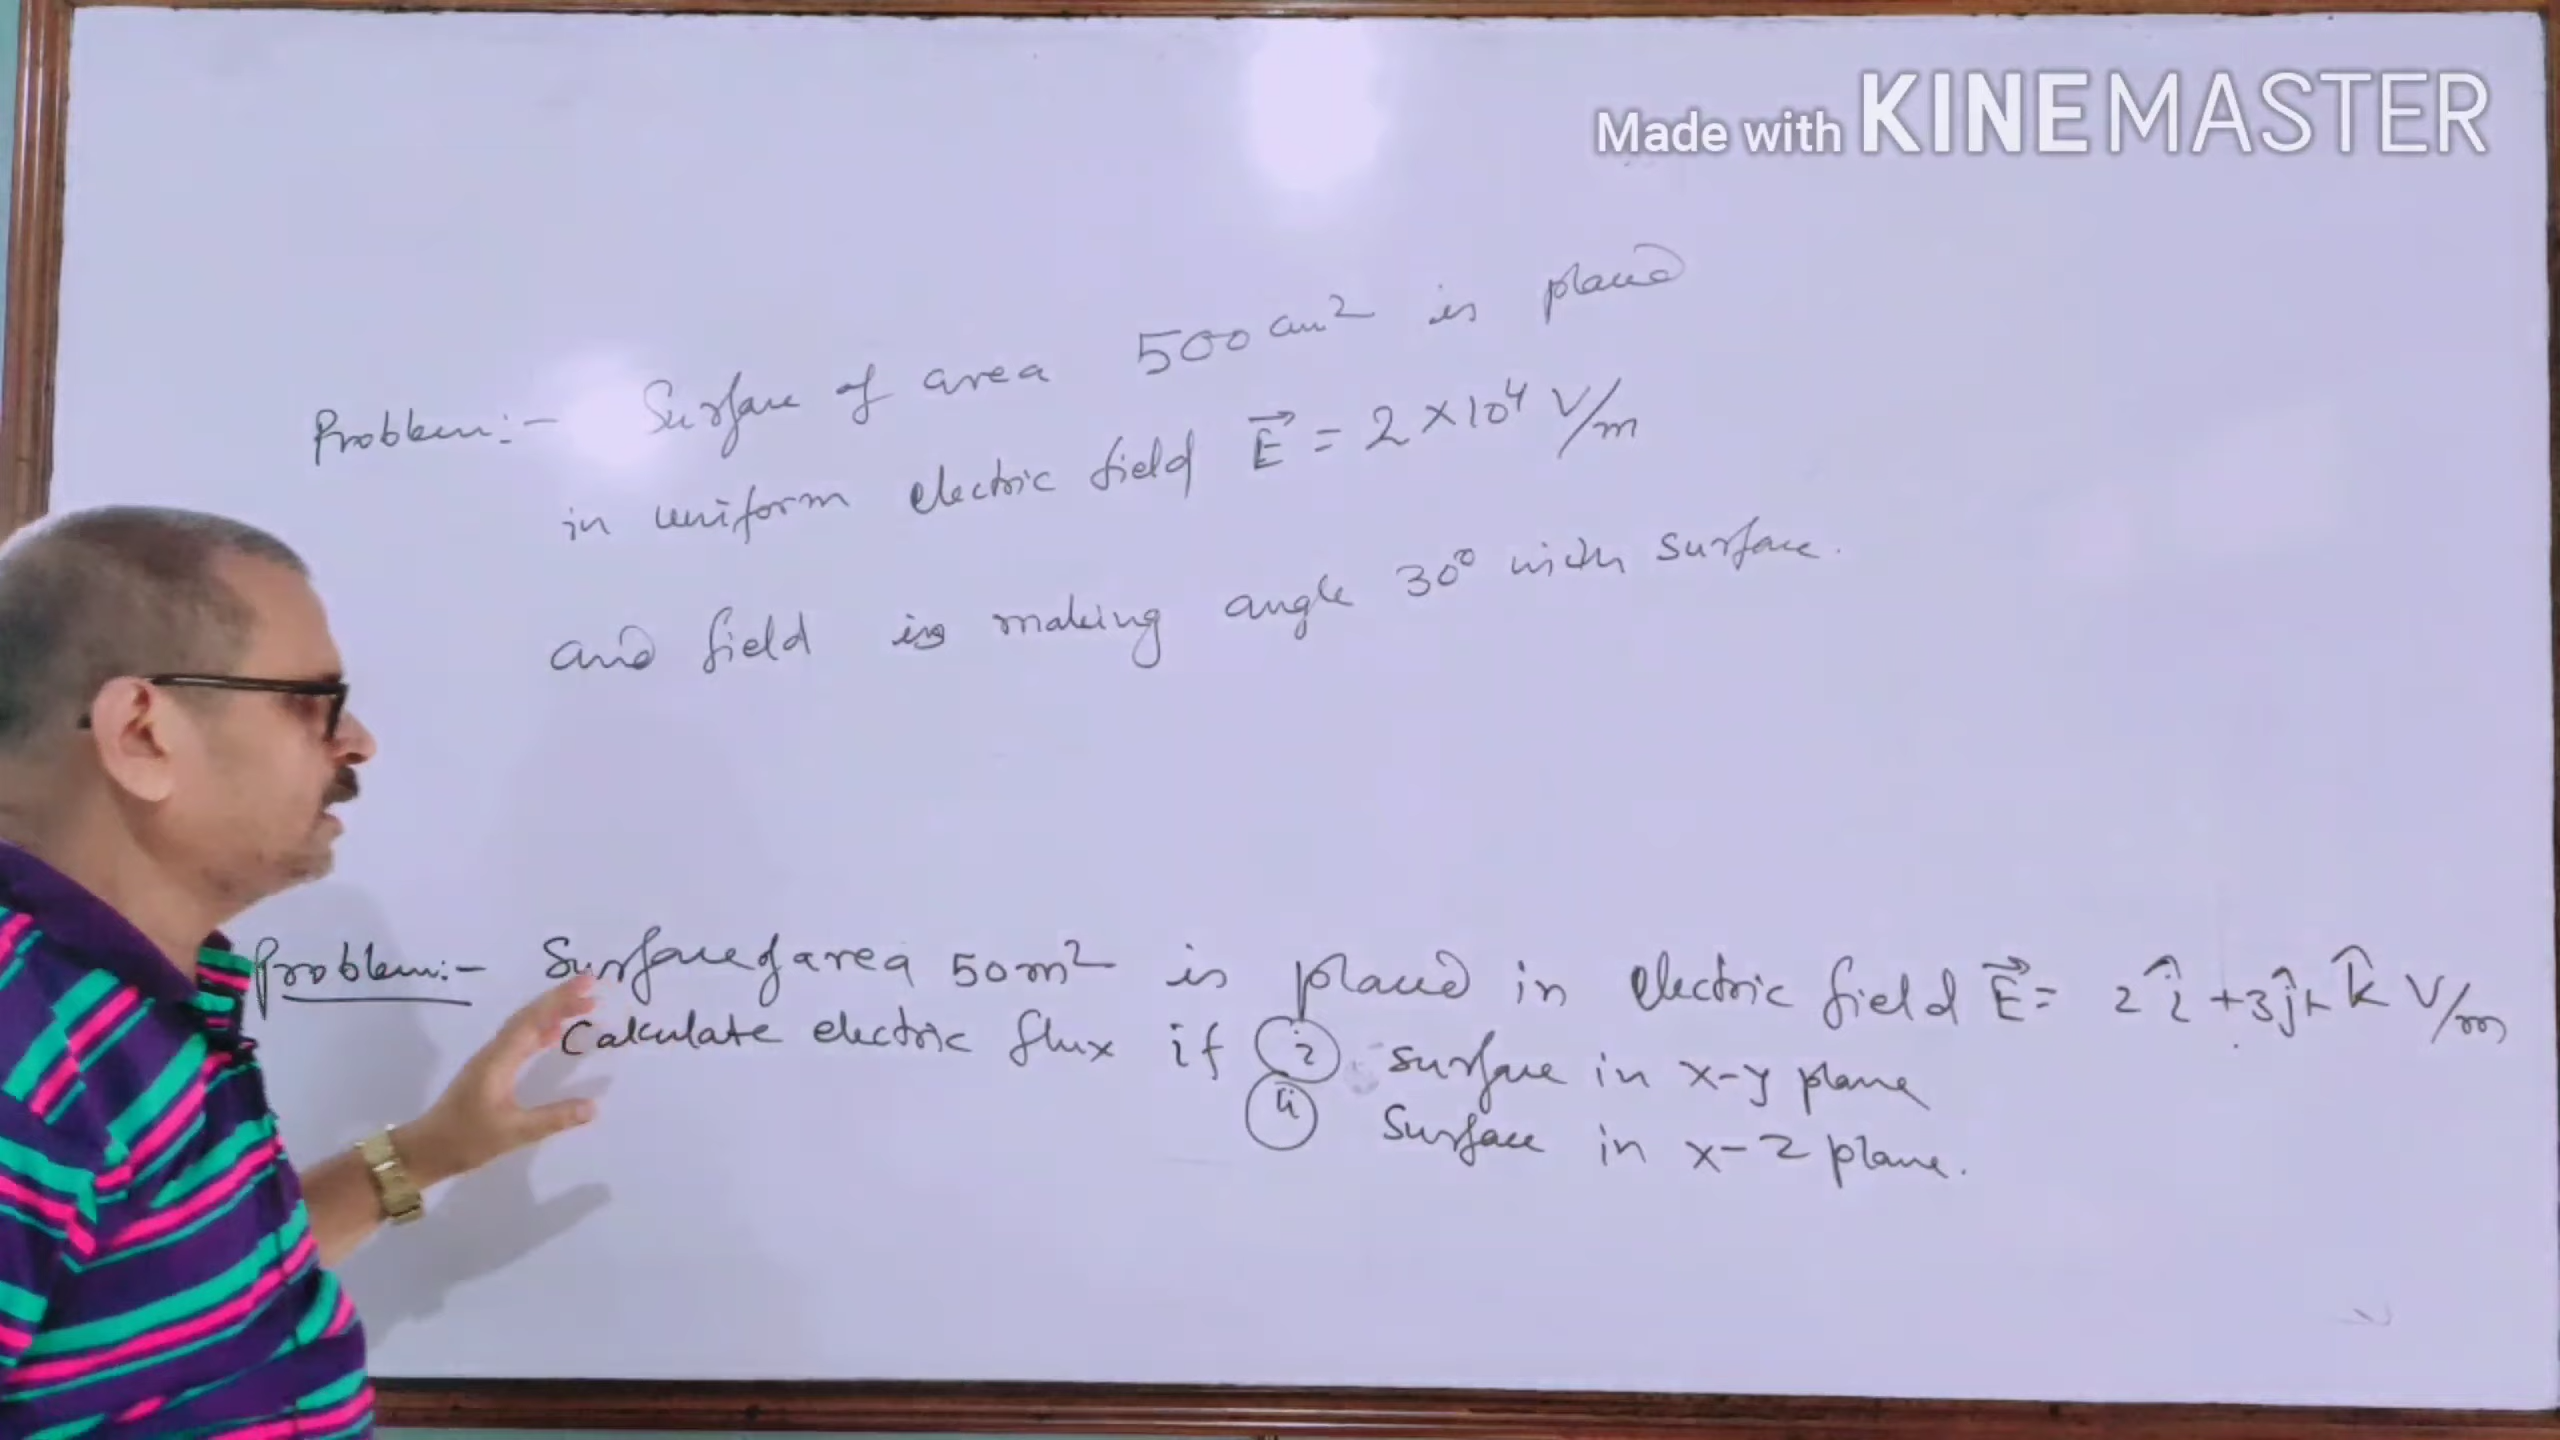 Made with KINEMASTER
Problem:- Surface of area 500 cm² is placed
in uniform electric field E⃗ = 2 × 10⁴ V/m
and field is making angle 30° with surface.
Problem:- Surface of area 50 m² is placed in electric field E⃗ = 2î + 3ĵ + k̂ V/m
Calculate electric flux if (i) surface in x-y plane
(ii) Surface in x-z plane.